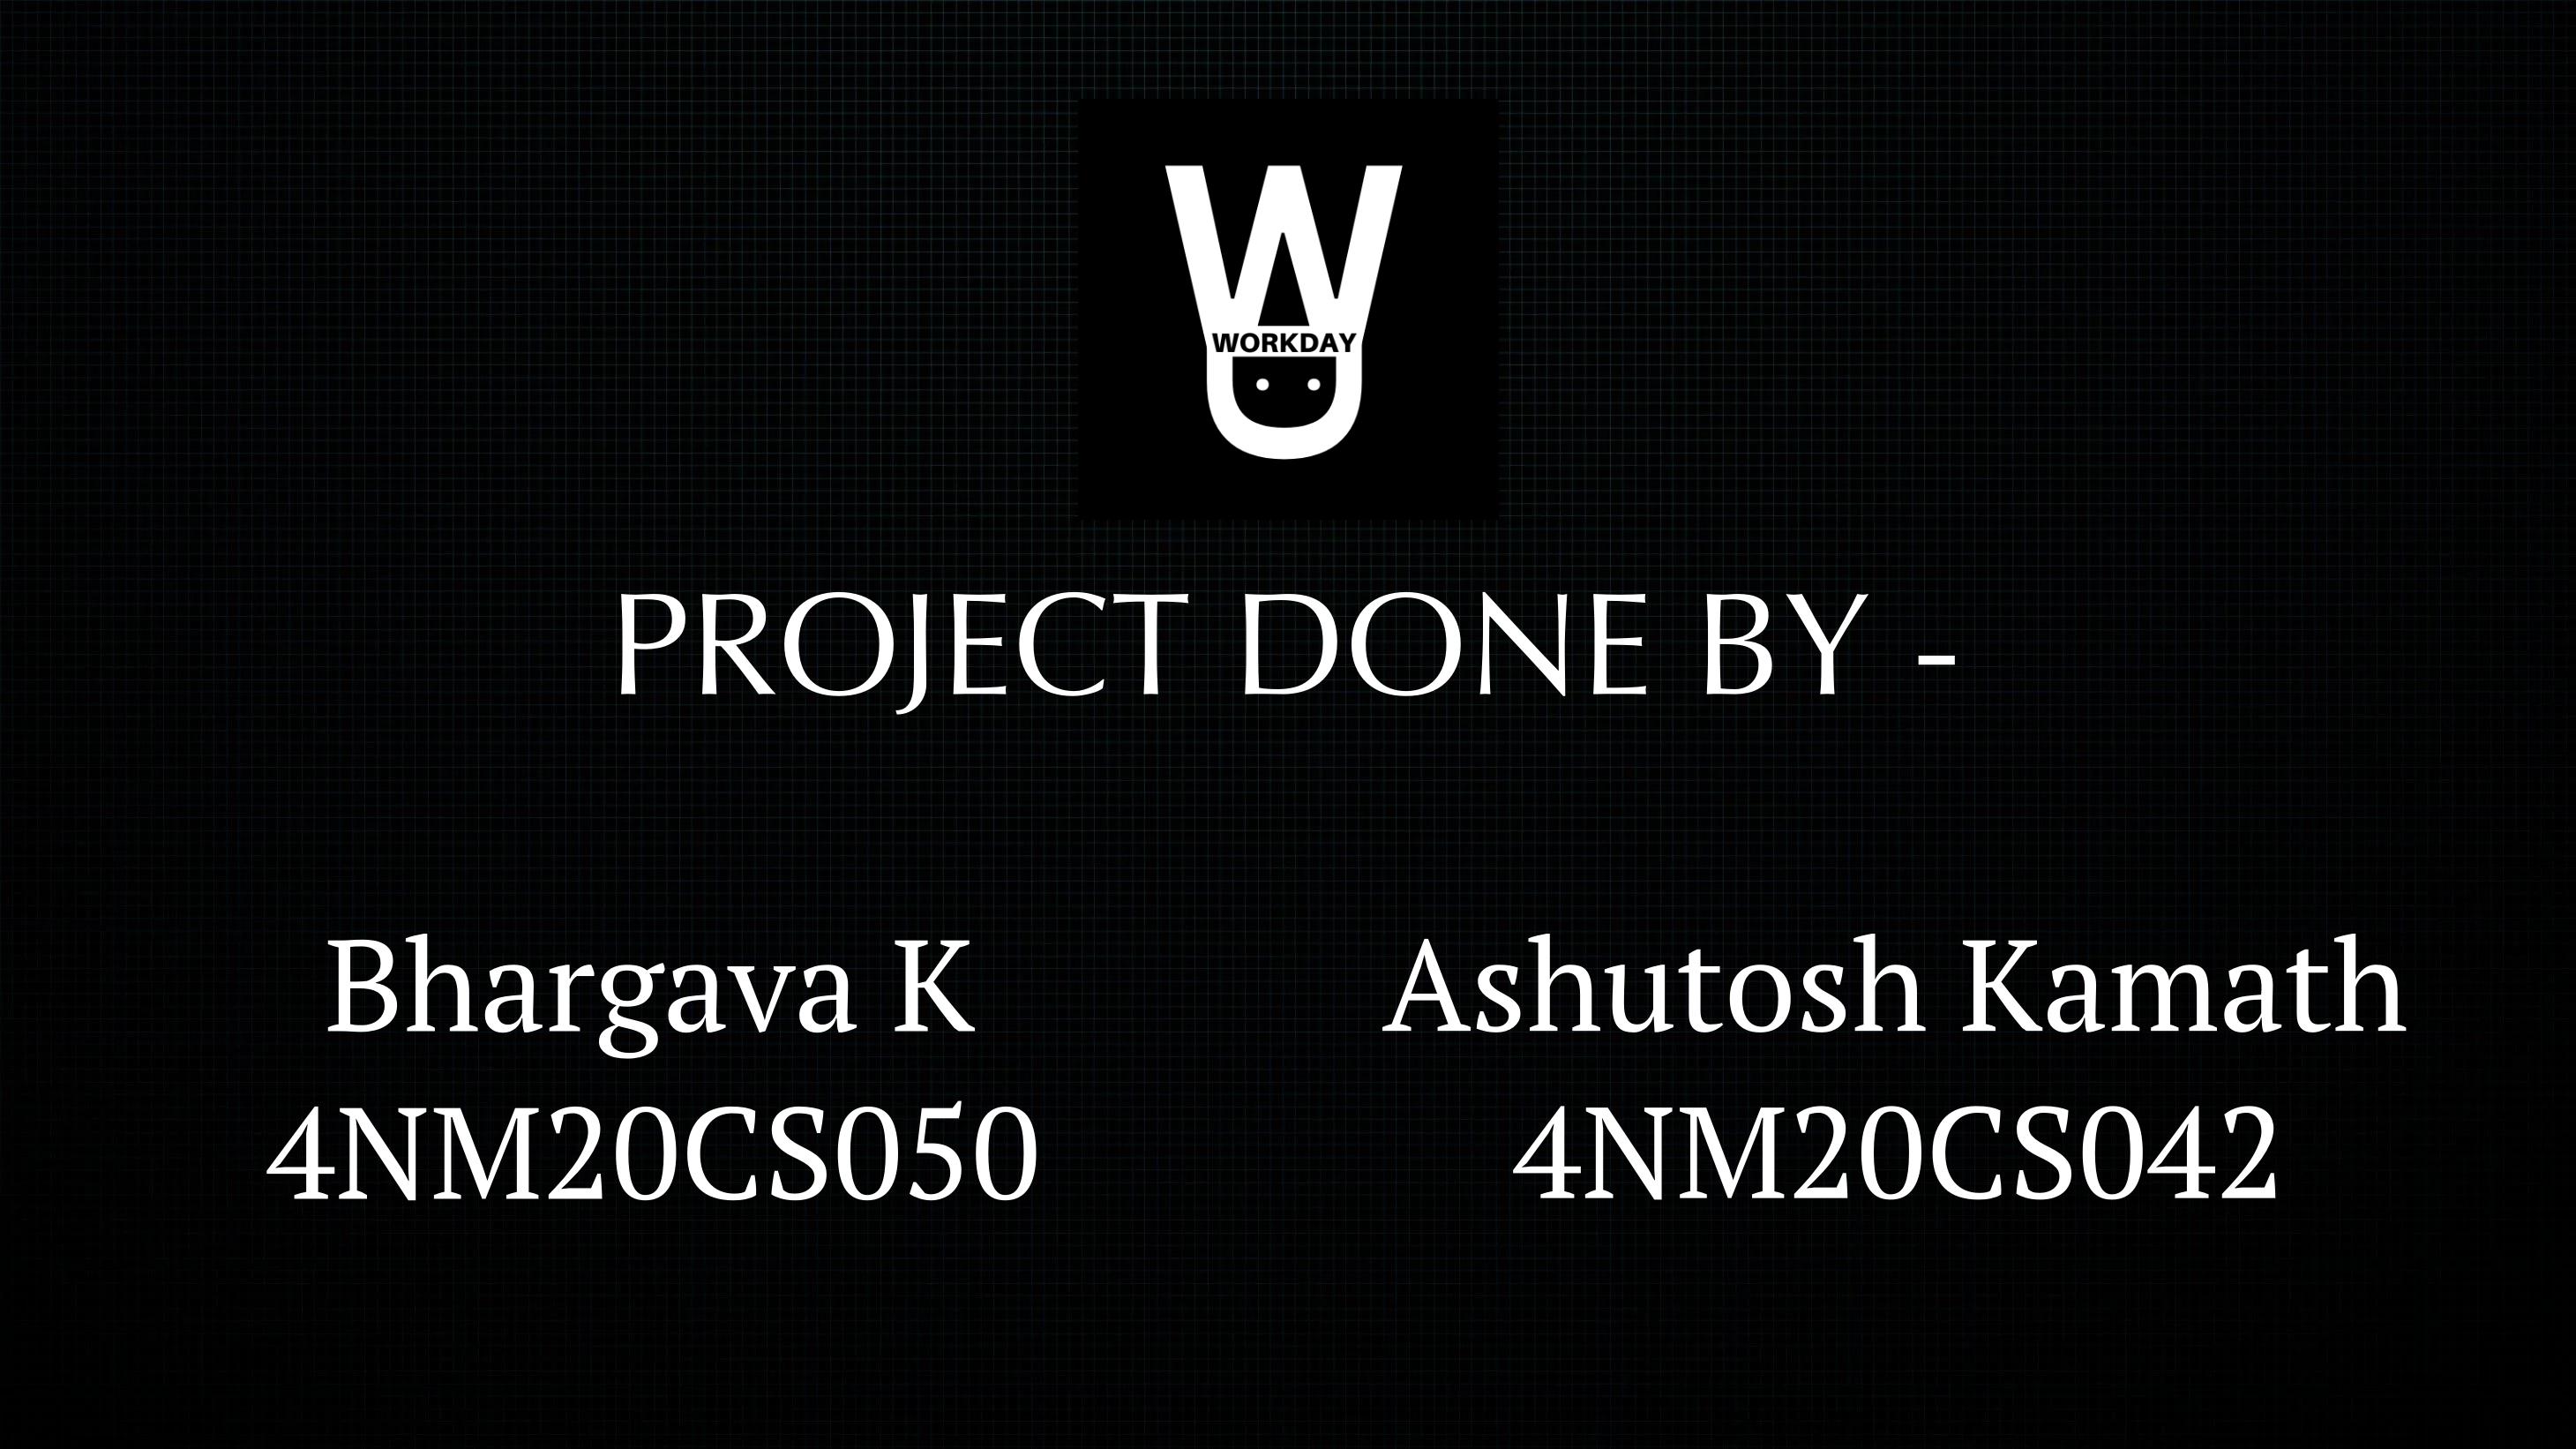 W
WORKDAY
PROJECT DONE BY -
Bhargava K
4NM20CS050
Ashutosh Kamath
4NM20CS042